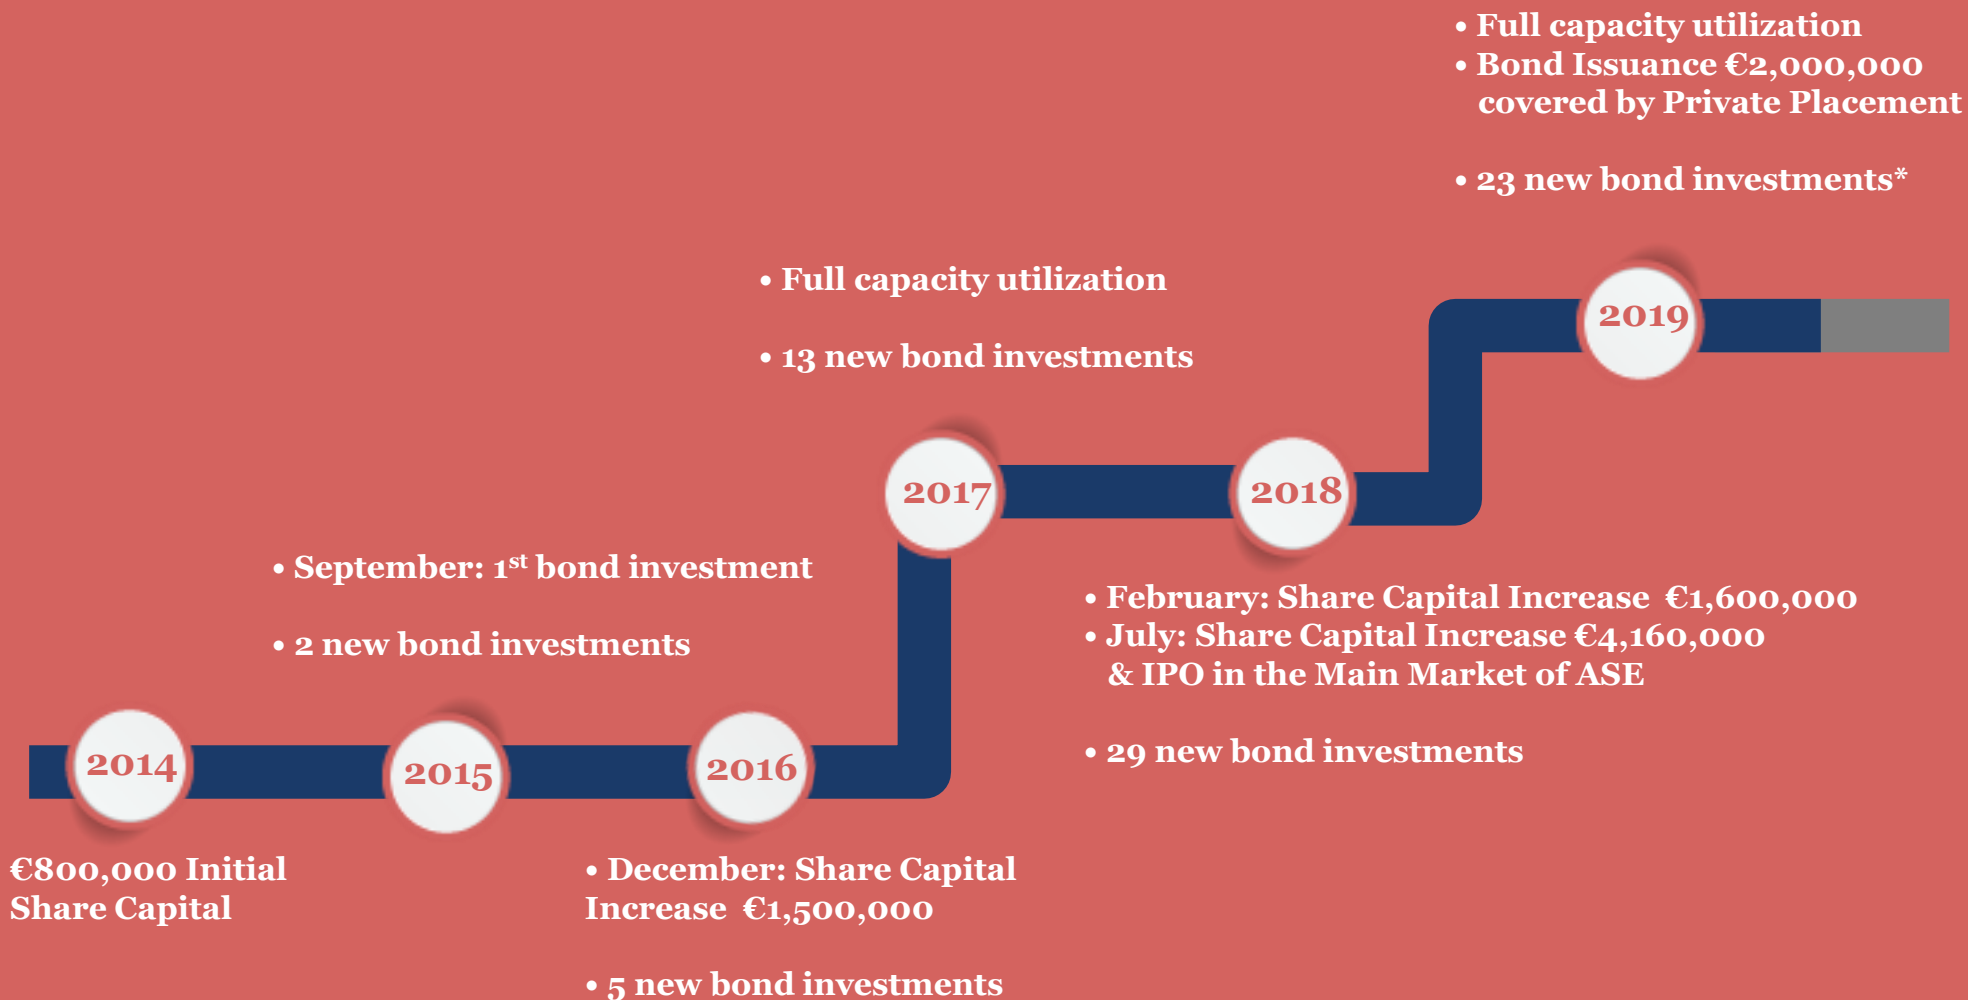 • Full capacity utilization
• Bond Issuance €2,000,000
covered by Private Placement
• 23 new bond investments*
2019
• Full capacity utilization
• 13 new bond investments
2017
2018
• September: 1st bond investment
• 2 new bond investments
• February: Share Capital Increase €1,600,000
• July: Share Capital Increase €4,160,000
& IPO in the Main Market of ASE
• 29 new bond investments
2014
2015
2016
€800,000 Initial
Share Capital
• December: Share Capital
Increase €1,500,000
• 5 new bond investments